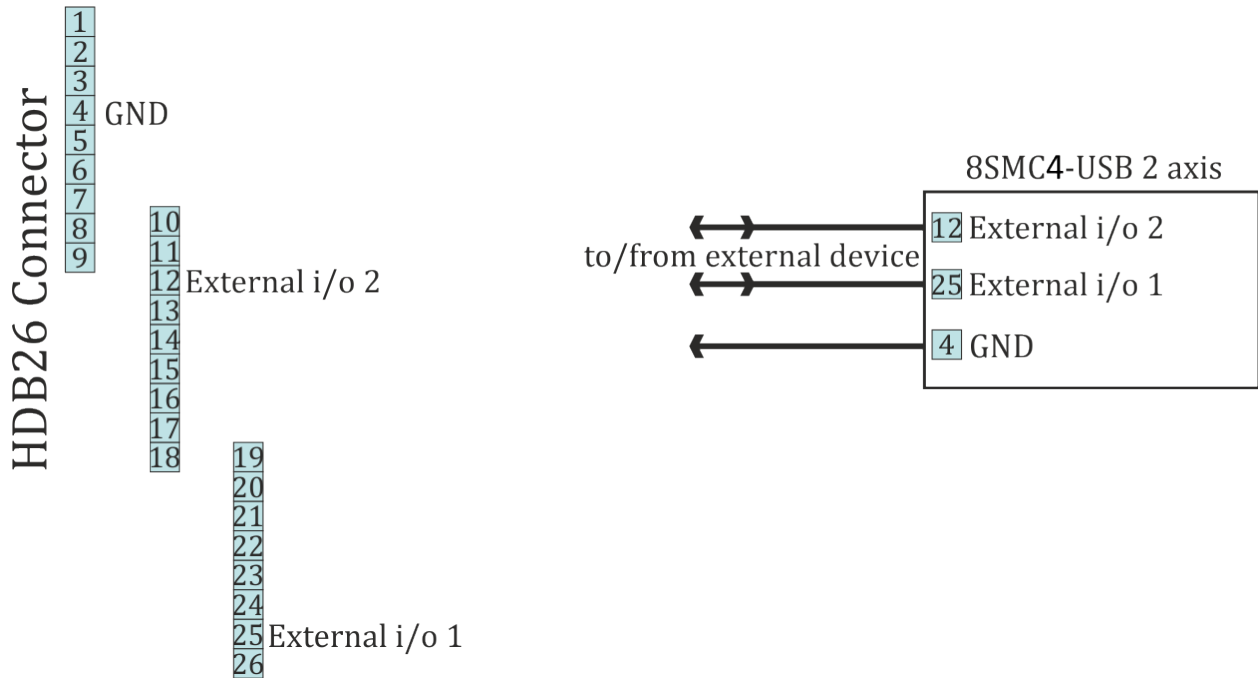 HDB26 Connector
1
2
3
4 GND
5
6
7
8
9
10
11
12 External i/o 2
13
14
15
16
17
18
19
20
21
22
23
24
25 External i/o 1
26
8SMC4-USB 2 axis
12 External i/o 2
to/from external device
25 External i/o 1
4 GND